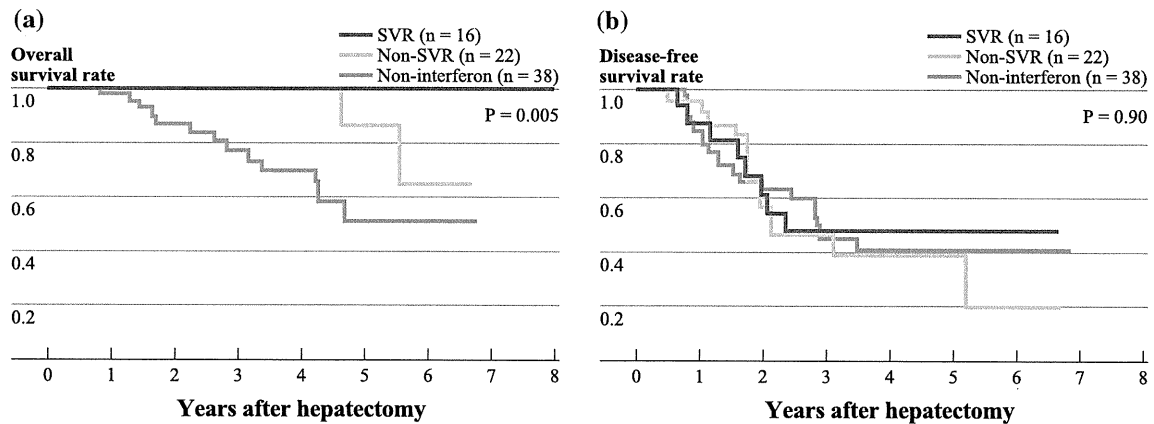 (a)
SVR (n = 16)
Non-SVR (n = 22)
Non-interferon (n = 38)
Overall
survival rate
P = 0.005
1.0
0.8
0.6
0.4
0.2
0 1 2 3 4 5 6 7 8
Years after hepatectomy
(b)
SVR (n = 16)
Non-SVR (n = 22)
Non-interferon (n = 38)
Disease-free
survival rate
P = 0.90
1.0
0.8
0.6
0.4
0.2
0 1 2 3 4 5 6 7 8
Years after hepatectomy